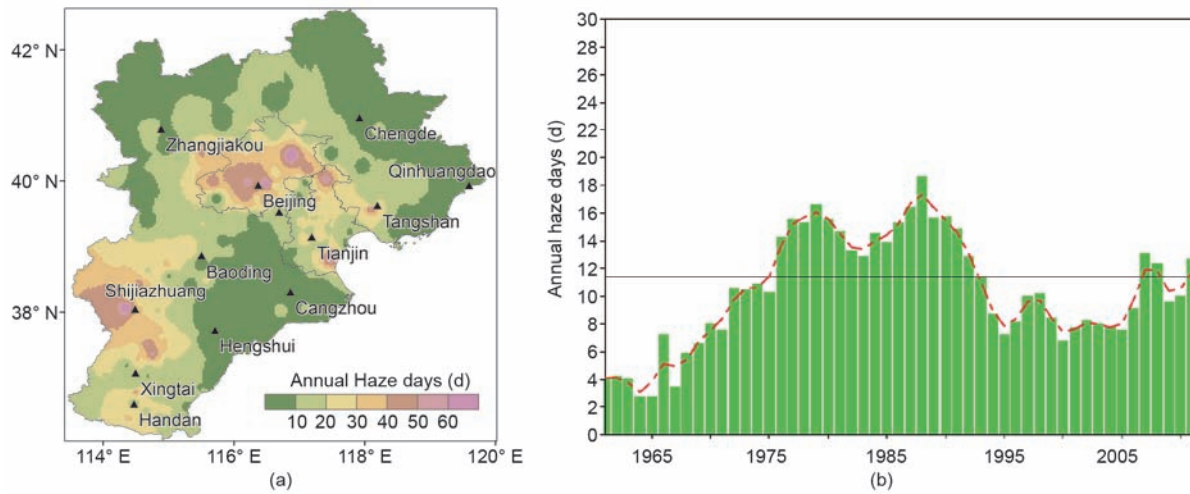 42° N
40° N
38° N
Zhangjiakou
Chengde
Qinhuangdao
Beijing
Tangshan
Tianjin
Baoding
Shijiazhuang
Cangzhou
Hengshui
Xingtai
Handan
Annual Haze days (d)
10 20 30 40 50 60
114° E 116° E 118° E 120° E
(a)
Annual haze days (d)
30
28
26
24
22
20
18
16
14
12
10
8
6
4
2
0
1965 1975 1985 1995 2005
(b)